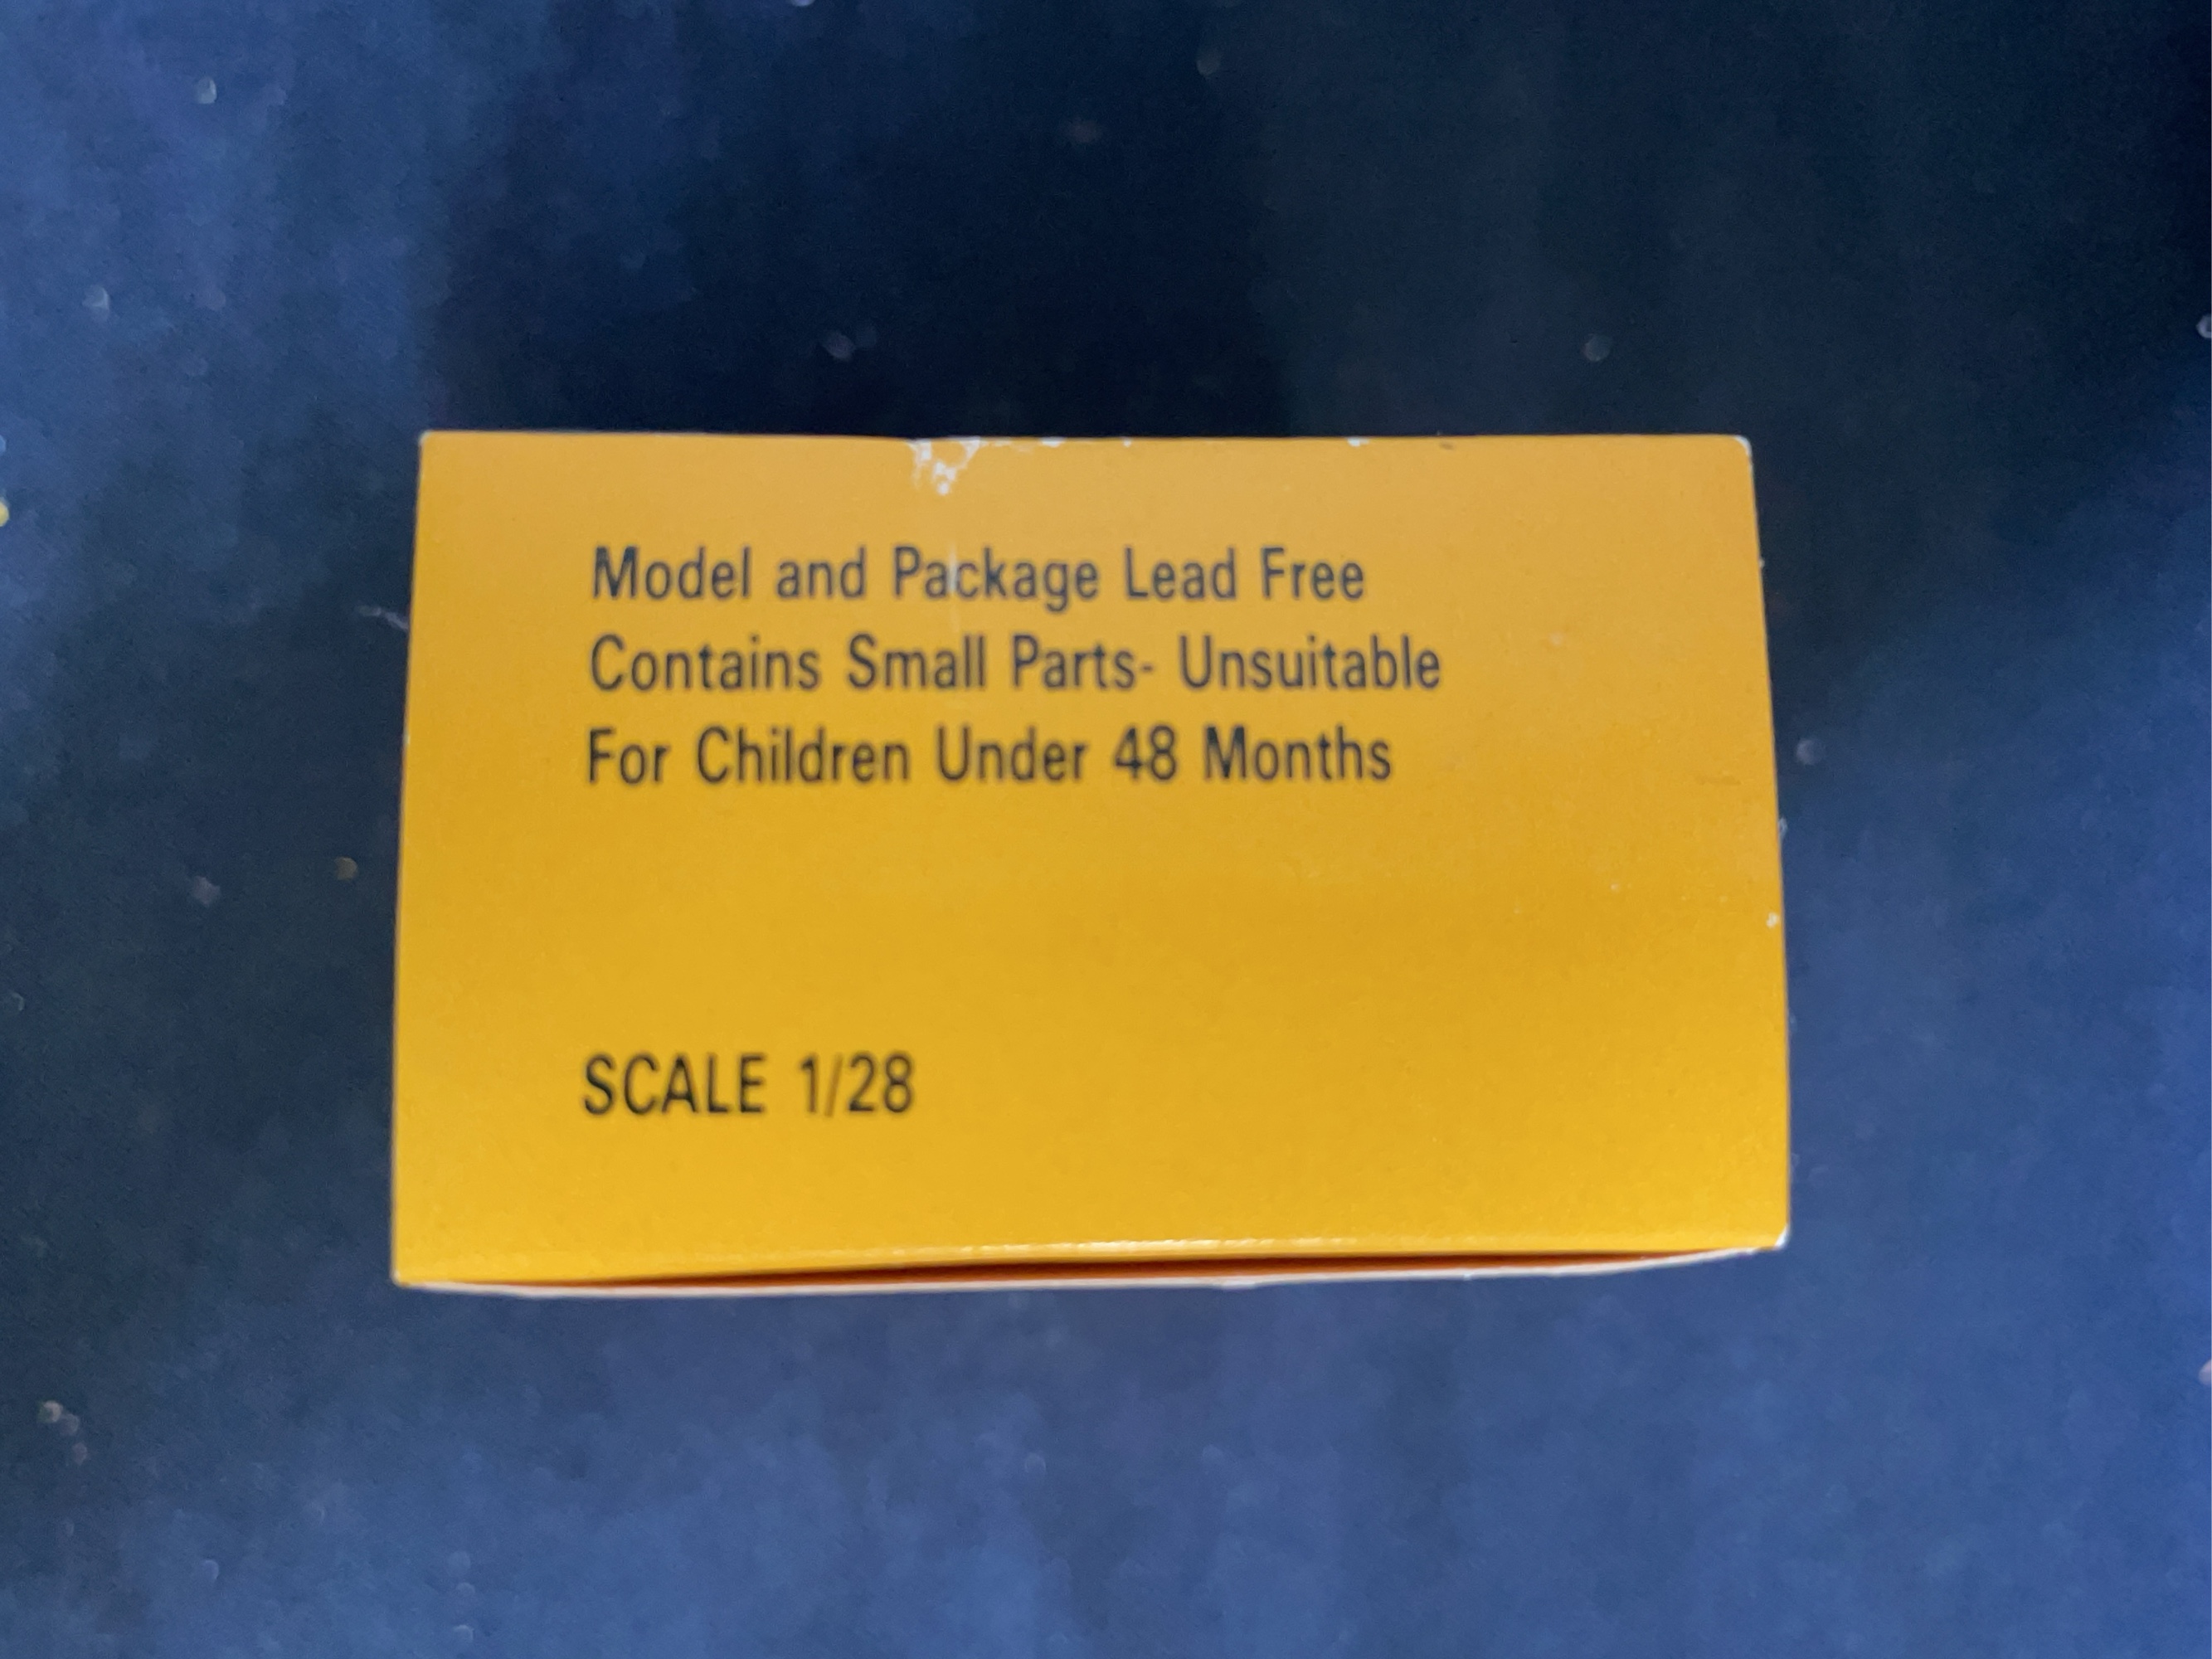 Model and Package Lead Free
Contains Small Parts- Unsuitable
For Children Under 48 Months
SCALE 1/28